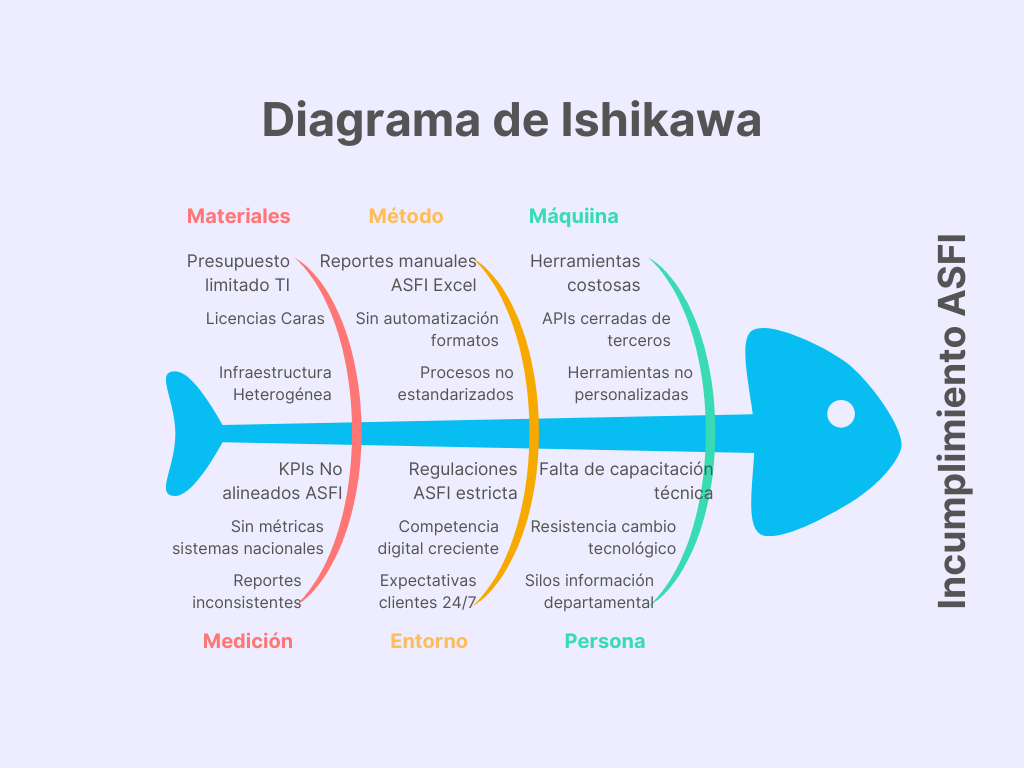 Diagrama de Ishikawa
Materiales
Presupuesto
limitado TI
Licencias Caras
Infraestructura
Heterogénea
Método
Reportes manuales
ASFI Excel
Sin automatización
formatos
Procesos no
estandarizados
Máquiina
Herramientas
costosas
APIs cerradas de
terceros
Herramientas no
personalizadas
KPIs No
alineados ASFI
Sin métricas
sistemas nacionales
Reportes
inconsistentes
Medición
Regulaciones
ASFI estricta
Competencia
digital creciente
Expectativas
clientes 24/7
Entorno
Falta de capacitación
técnica
Resistencia cambio
tecnológico
Silos información
departamental
Persona
Incumplimiento ASFI